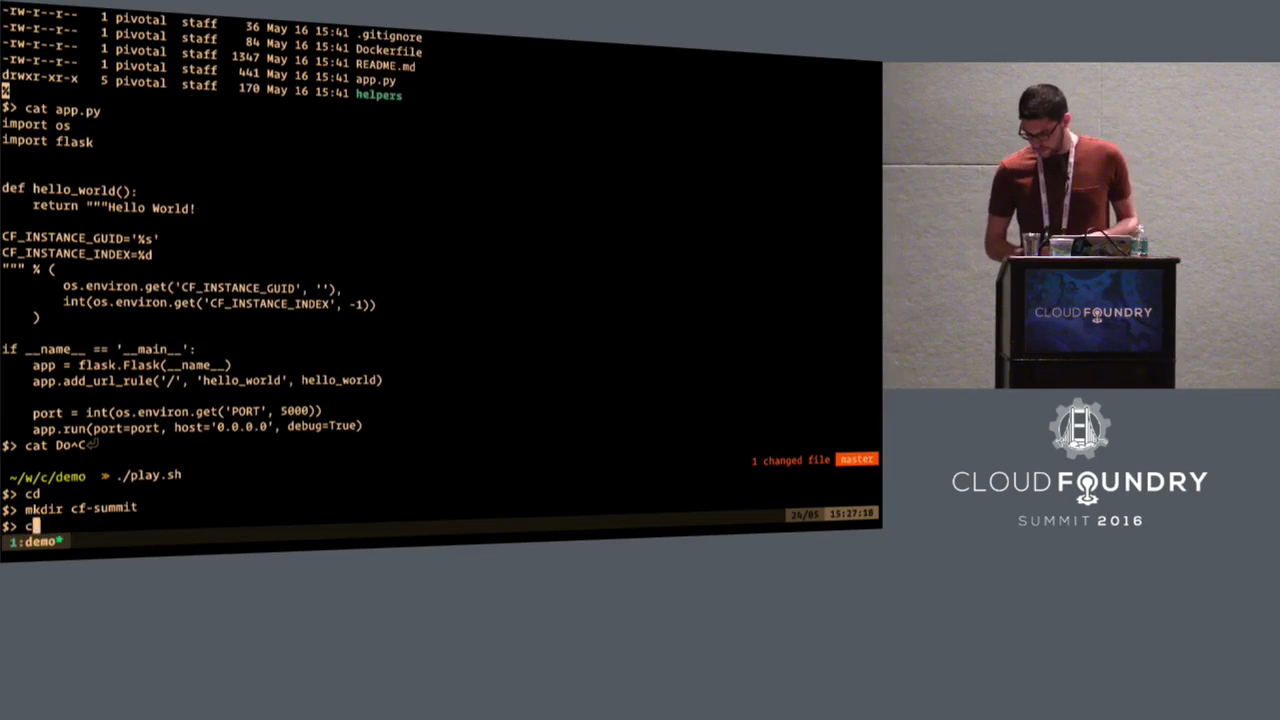 -rw-r--r-- 1 pivotal staff 36 May 16 15:41 .gitignore
-rw-r--r-- 1 pivotal staff 84 May 16 15:41 Dockerfile
-rw-r--r-- 1 pivotal staff 1347 May 16 15:41 README.md
-rw-r--r-- 1 pivotal staff 441 May 16 15:41 app.py
drwxr-xr-x 5 pivotal staff 170 May 16 15:41 helpers
%
$> cat app.py
import os
import flask
def hello_world():
return """Hello World!
CF_INSTANCE_GUID='%s'
CF_INSTANCE_INDEX=%d
""" % (
os.environ.get('CF_INSTANCE_GUID', ''),
int(os.environ.get('CF_INSTANCE_INDEX', -1))
)
if __name__ == '__main__':
app = flask.Flask(__name__)
app.add_url_rule('/', 'hello_world', hello_world)
port = int(os.environ.get('PORT', 5000))
app.run(port=port, host='0.0.0.0', debug=True)
$> cat Do^C⏎
1 changed file master
~/w/c/demo » ./play.sh
$> cd
$> mkdir cf-summit
$> c
24/05 15:27:18
1:demo*
CLOUD FOUNDRY
CLOUD FOUNDRY
SUMMIT 2016